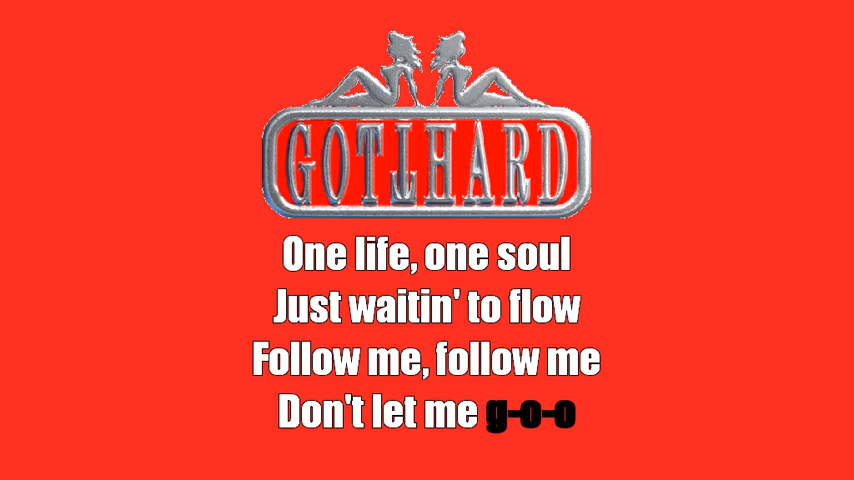 GOTTHARD
One life, one soul
Just waitin' to flow
Follow me, follow me
Don't let me g-o-o